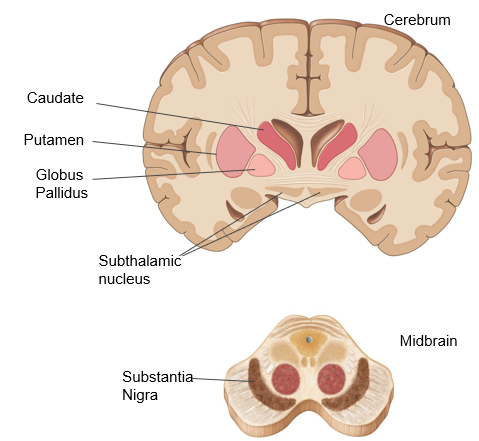 Cerebrum
Caudate
Putamen
Globus
Pallidus
Subthalamic
nucleus
Midbrain
Substantia
Nigra